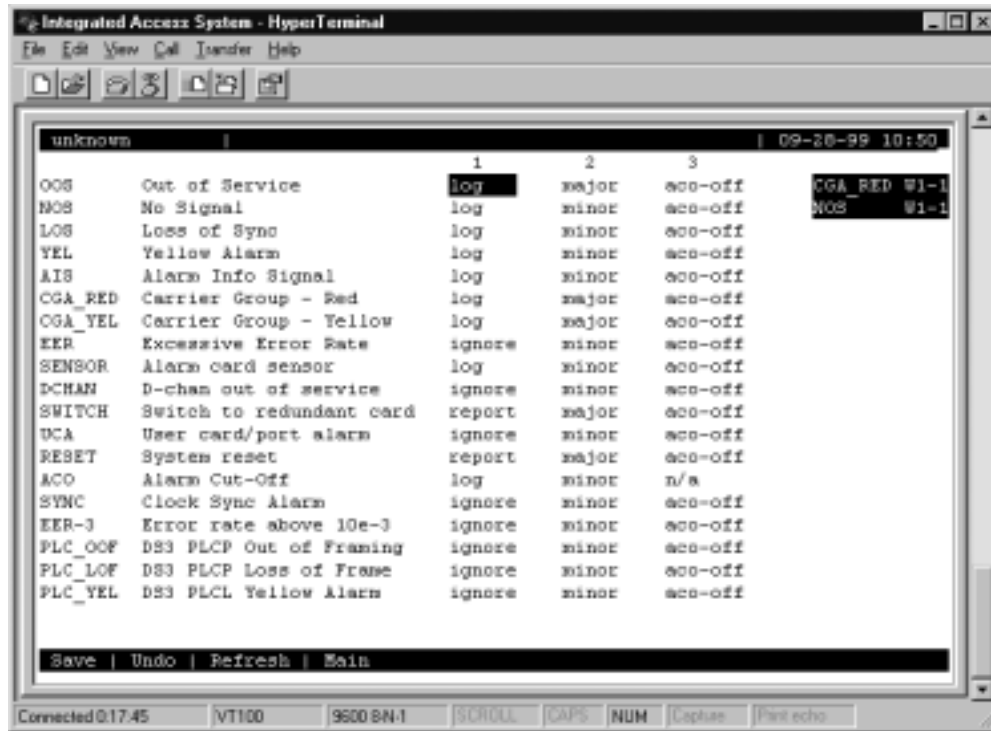 Integrated Access System - HyperTerminal
File Edit View Call Transfer Help
unknown | | 09-28-99 10:50
1 2 3
OOS Out of Service log major aco-off CGA_RED W1-1
NOS No Signal log minor aco-off NOS W1-1
LOS Loss of Sync log minor aco-off
YEL Yellow Alarm log minor aco-off
AIS Alarm Info Signal log minor aco-off
CGA_RED Carrier Group - Red log major aco-off
CGA_YEL Carrier Group - Yellow log major aco-off
EER Excessive Error Rate ignore minor aco-off
SENSOR Alarm card sensor log minor aco-off
DCHAN D-chan out of service ignore minor aco-off
SWITCH Switch to redundant card report major aco-off
UCA User card/port alarm ignore minor aco-off
RESET System reset report major aco-off
ACO Alarm Cut-Off log minor n/a
SYNC Clock Sync Alarm ignore minor aco-off
EER-3 Error rate above 10e-3 ignore minor aco-off
PLC_OOF DS3 PLCP Out of Framing ignore minor aco-off
PLC_LOF DS3 PLCP Loss of Frame ignore minor aco-off
PLC_YEL DS3 PLCL Yellow Alarm ignore minor aco-off
Save | Undo | Refresh | Main
Connected 0:17:45 VT100 9600 8-N-1 SCROLL CAPS NUM Capture Print echo